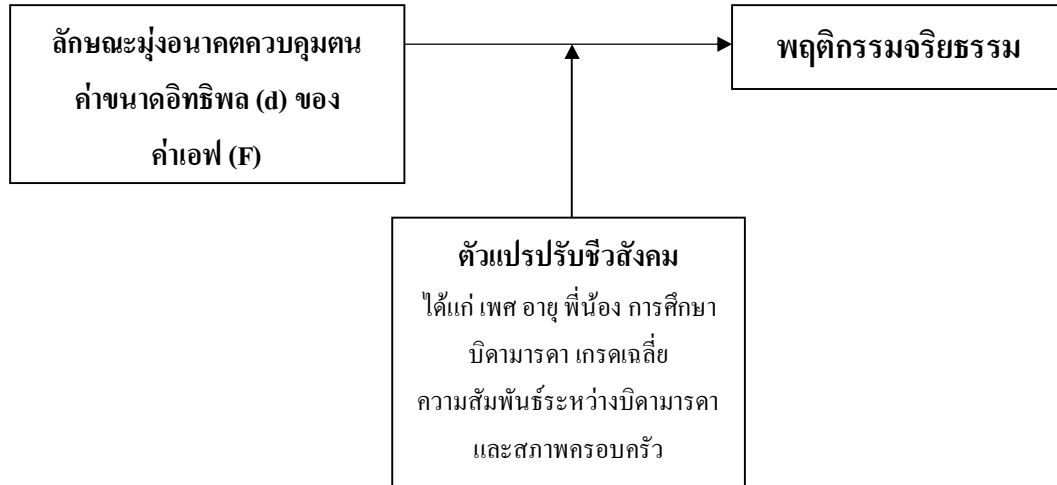 ลักษณะมุ่งอนาคตควบคุมตน
ค่าขนาดอิทธิพล (d) ของ
ค่าเอฟ (F)
พฤติกรรมจริยธรรม
ตัวแปรปรับชีวสังคม
ได้แก่ เพศ อายุ พี่น้อง การศึกษา
บิดามารดา เกรดเฉลี่ย
ความสัมพันธ์ระหว่างบิดามารดา
และสภาพครอบครัว